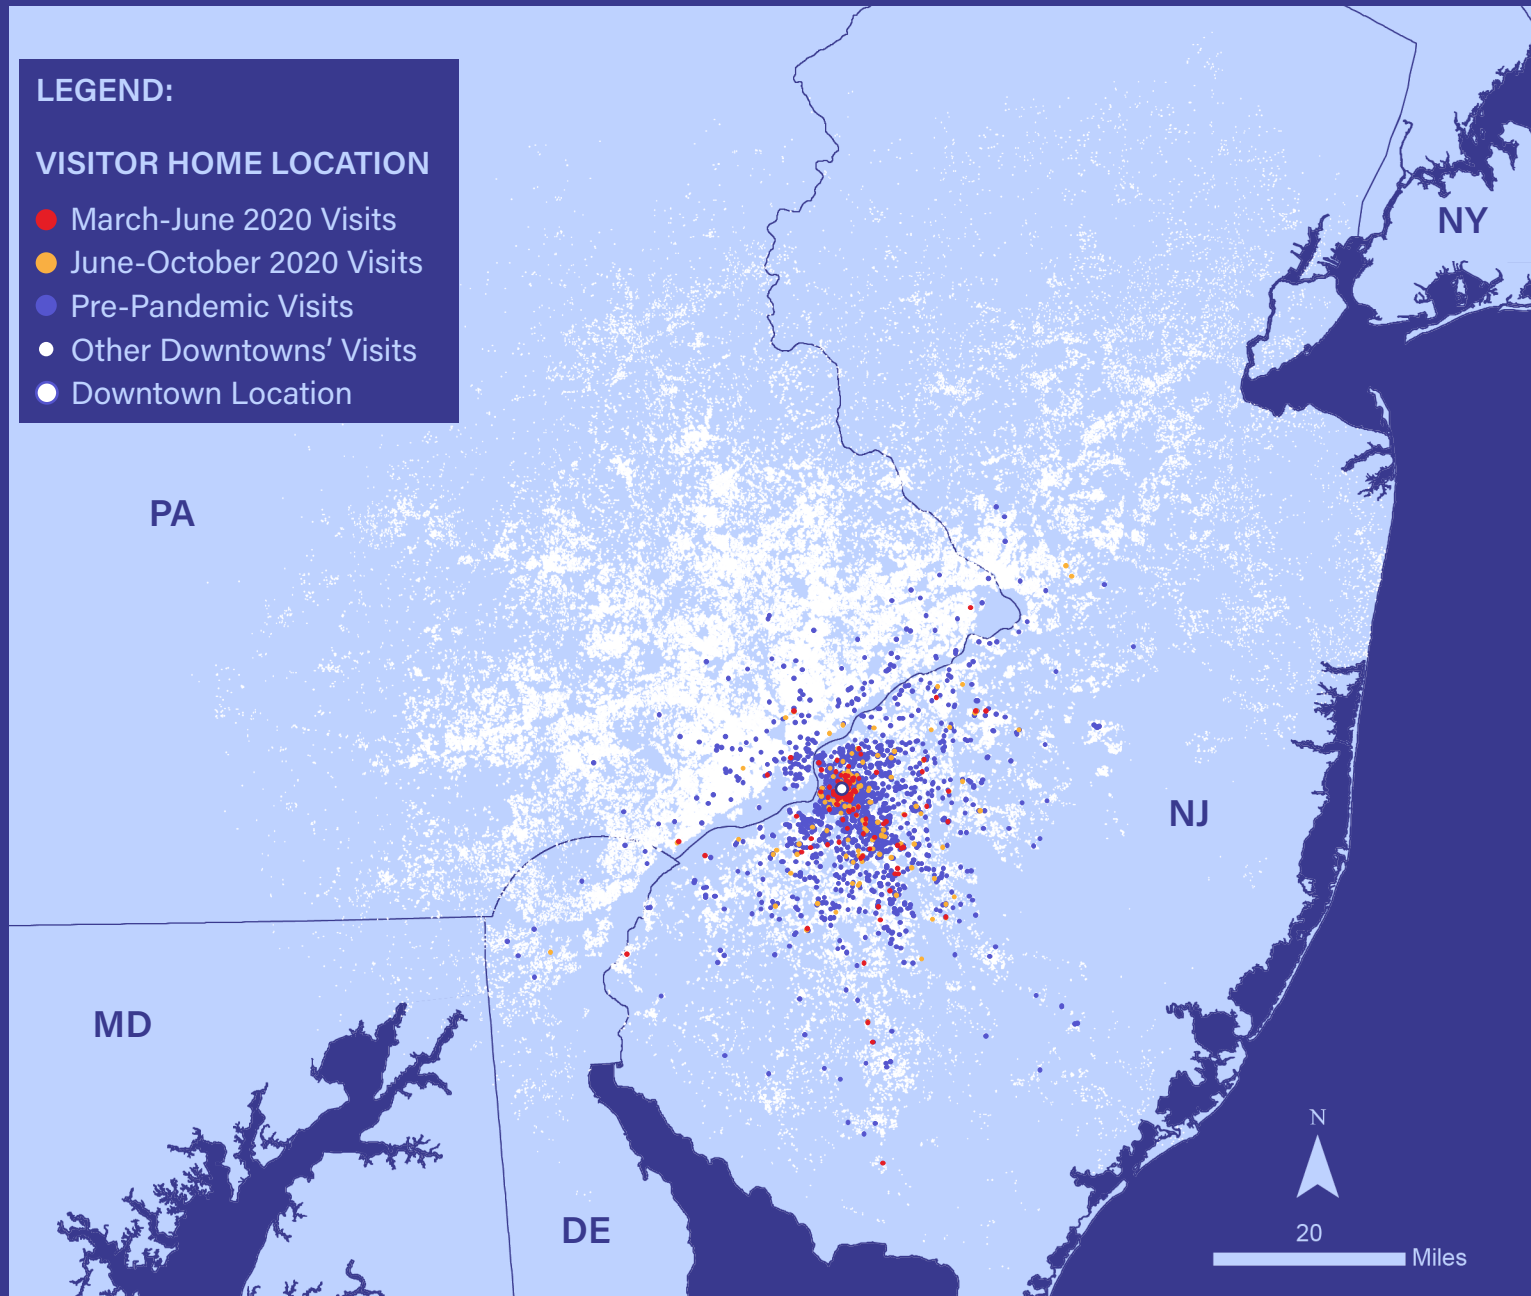 LEGEND:
VISITOR HOME LOCATION
March-June 2020 Visits
June-October 2020 Visits
Pre-Pandemic Visits
Other Downtowns’ Visits
Downtown Location
NY
PA
NJ
MD
DE
N
20
Miles